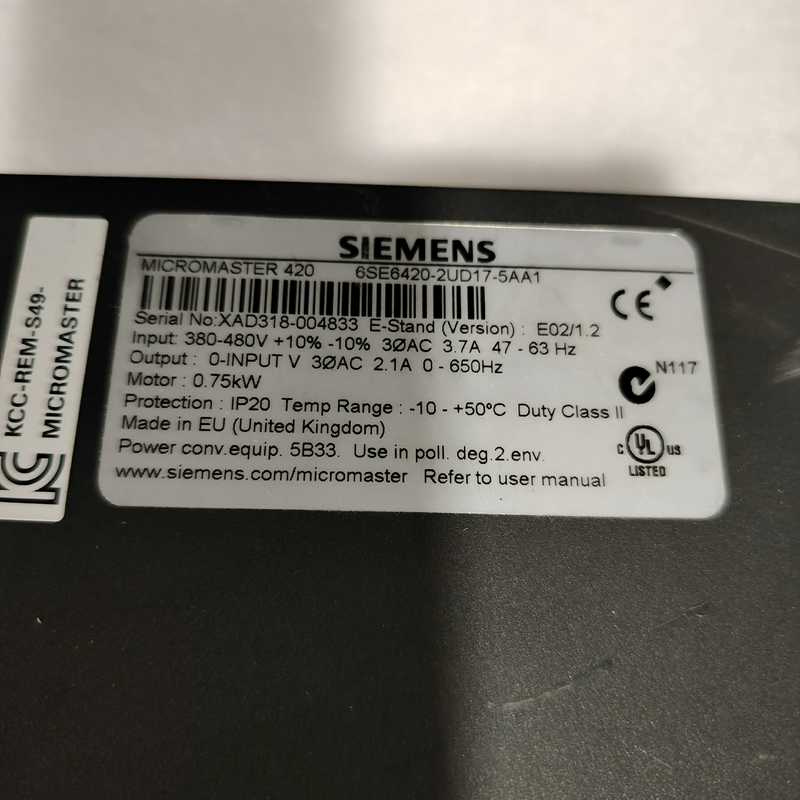 SIEMENS
MICROMASTER 420 6SE6420-2UD17-5AA1
Serial No:XAD318-004833 E-Stand (Version) : E02/1.2
Input: 380-480V +10% -10% 3ØAC 3.7A 47 - 63 Hz
Output : 0-INPUT V 3ØAC 2.1A 0 - 650Hz
Motor : 0.75kW
Protection : IP20 Temp Range : -10 - +50°C Duty Class II
Made in EU (United Kingdom)
Power conv.equip. 5B33. Use in poll. deg.2.env.
www.siemens.com/micromaster Refer to user manual
CE
N117
C UL US
LISTED
KCC-REM-S49-
MICROMASTER